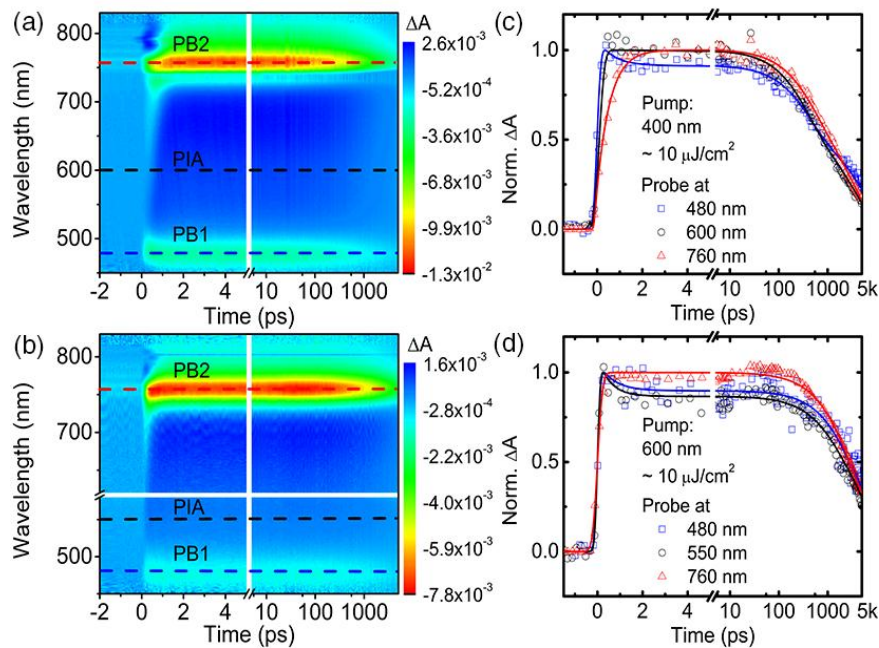 (a)
800
700
600
500
Wavelength (nm)
PB2
PIA
PB1
-2 0 2 4 10 100 1000
Time (ps)
ΔA
2.6x10⁻³
-5.2x10⁻⁴
-3.6x10⁻³
-6.8x10⁻³
-9.9x10⁻³
-1.3x10⁻²
(c)
1.0
0.5
0.0
Norm. ΔA
Pump:
400 nm
~ 10 μJ/cm²
Probe at
480 nm
600 nm
760 nm
0 2 4 10 100 1000 5k
Time (ps)
(b)
800
700
500
Wavelength (nm)
PB2
PIA
PB1
-2 0 2 4 10 100 1000
Time (ps)
ΔA
1.6x10⁻³
-2.8x10⁻⁴
-2.2x10⁻³
-4.0x10⁻³
-5.9x10⁻³
-7.8x10⁻³
(d)
1.0
0.5
0.0
Norm. ΔA
Pump:
600 nm
~ 10 μJ/cm²
Probe at
480 nm
550 nm
760 nm
0 2 4 10 100 1000 5k
Time (ps)